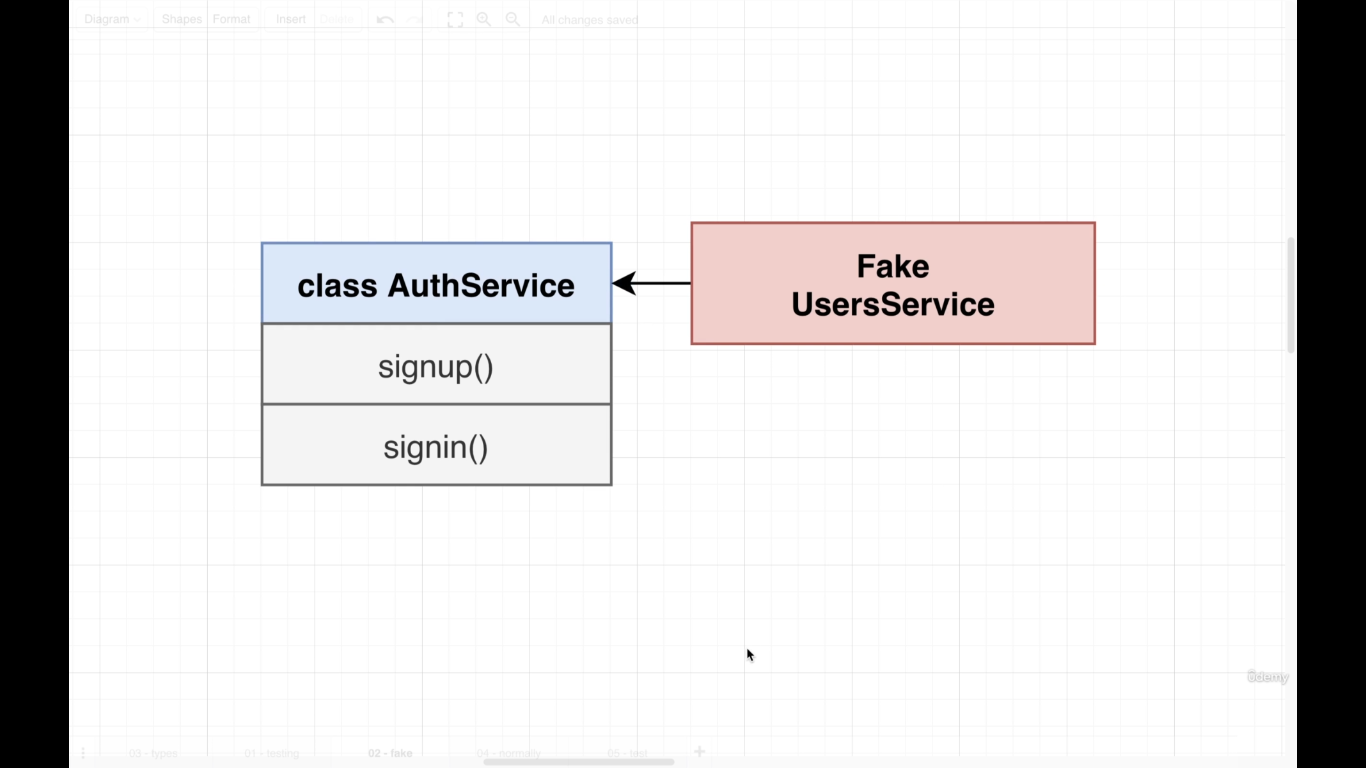 Diagram Shapes Format Insert Delete All changes saved
class AuthService
signup()
signin()
Fake
UsersService
ûdemy
03 - types 01 - testing 02 - fake 04 - normally 05 - test